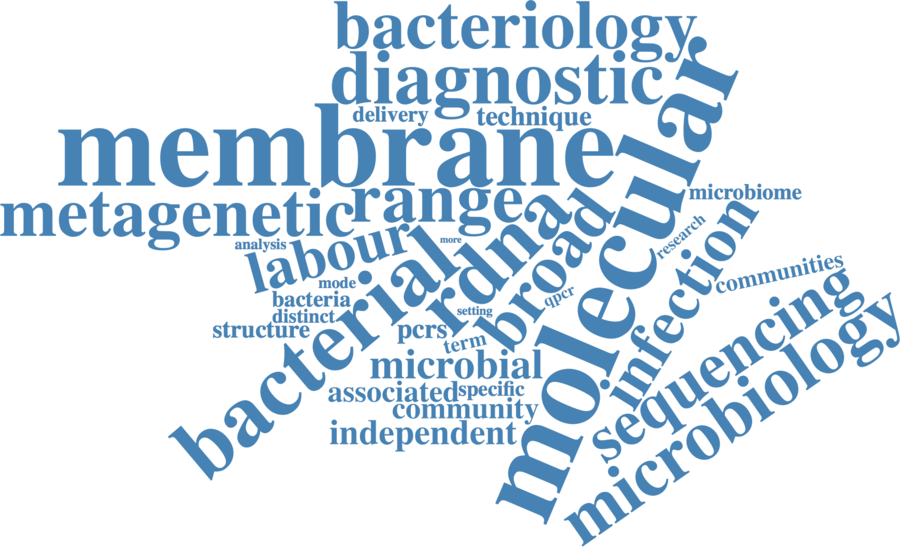 bacteriology
diagnostic
delivery
technique
membrane
molecular
metagenetic
range
microbiome
analysis
labour
more
rdna
broad
research
infection
mode
bacterial
bacteria
distinct
structure
setting
qpcr
communities
pcrs
term
microbial
associated
specific
community
independent
sequencing
microbiology